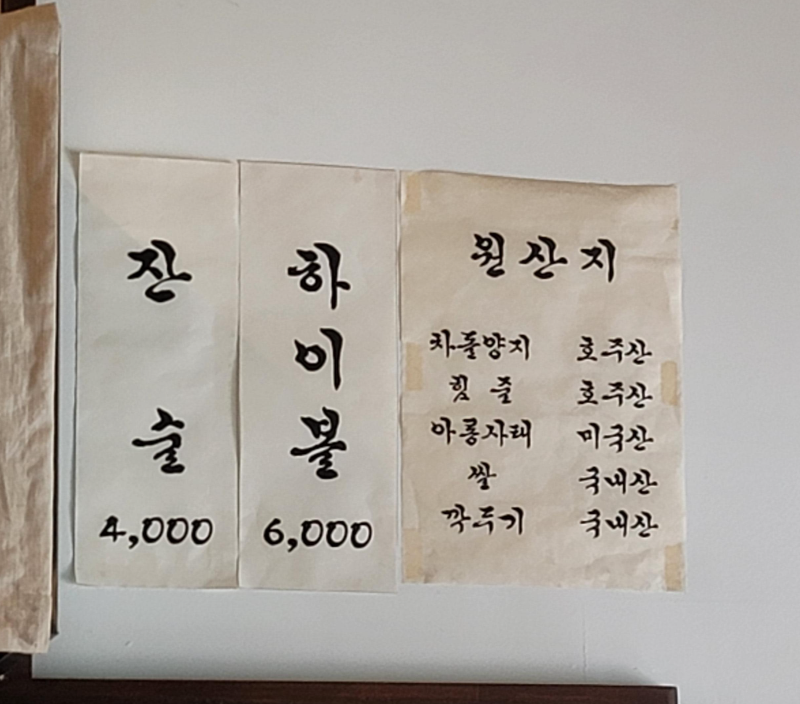 잔술
4,000
하이볼
6,000
원산지
차돌양지 호주산
힘줄 호주산
아롱사태 미국산
쌀 국내산
깍두기 국내산